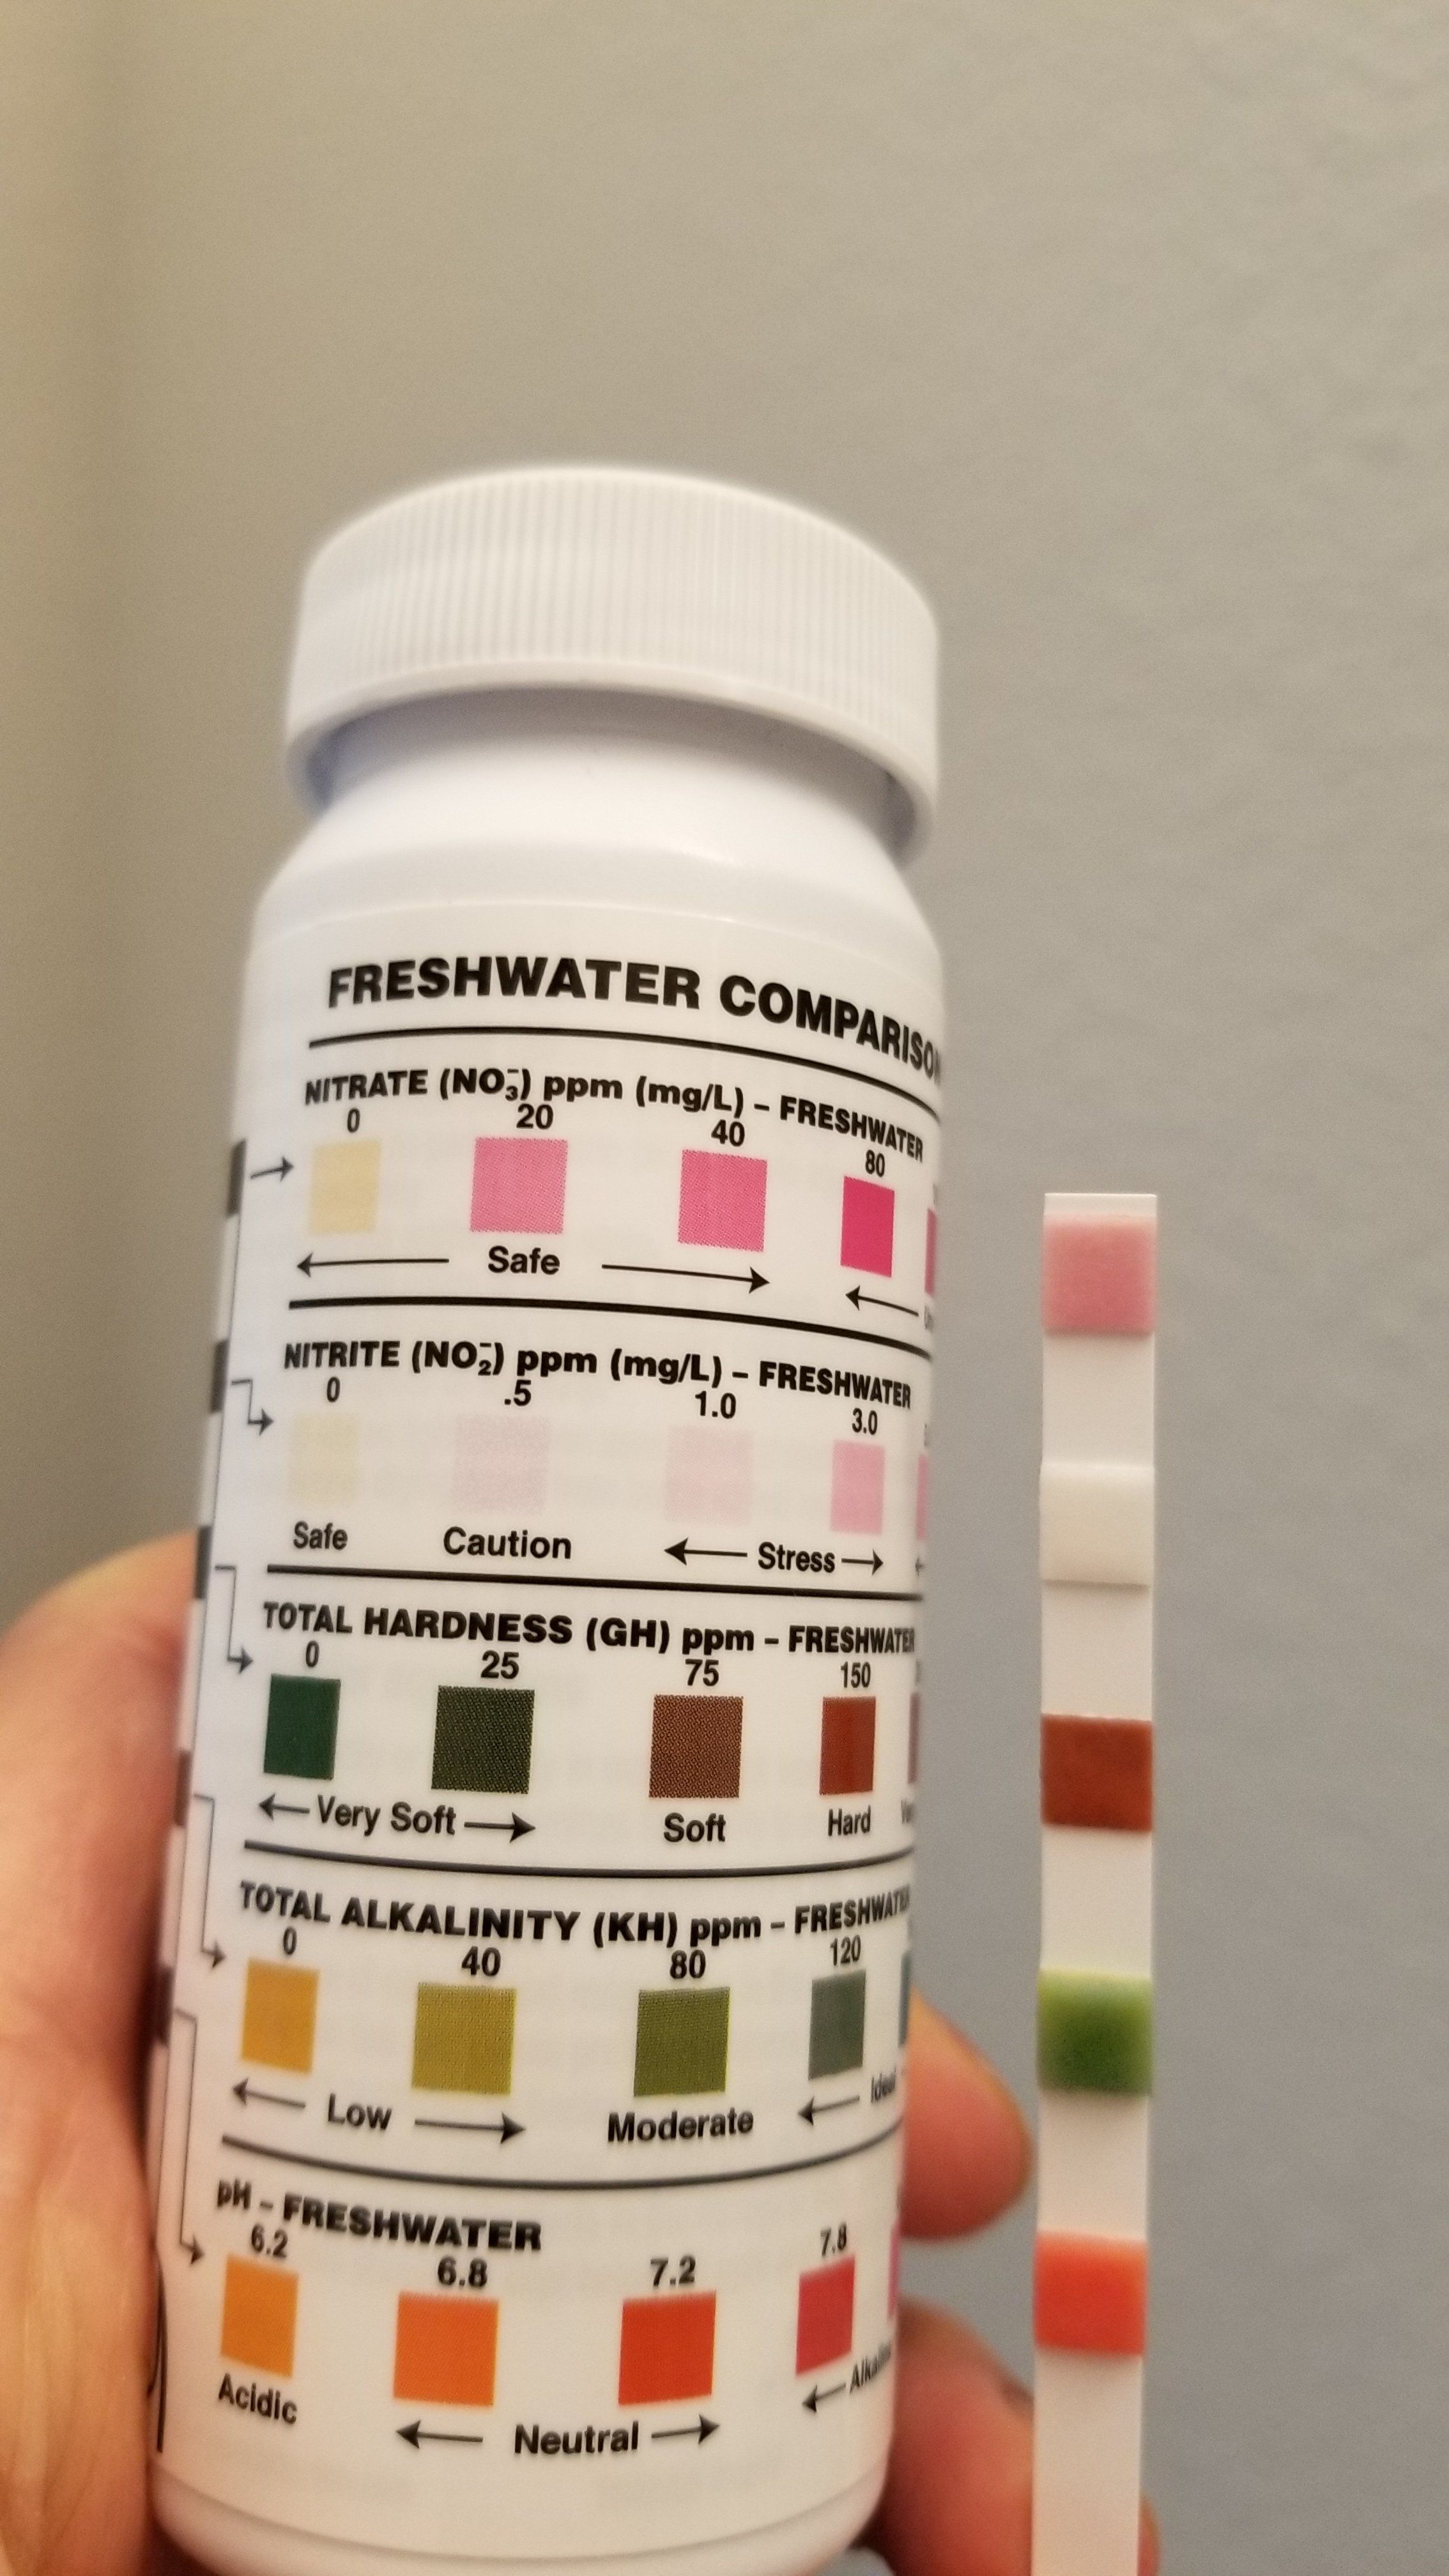 FRESHWATER COMPARISON
NITRATE (NO₃⁻) ppm (mg/L) – FRESHWATER
0 20 40 80
Safe
NITRITE (NO₂⁻) ppm (mg/L) – FRESHWATER
0 .5 1.0 3.0
Safe Caution Stress
TOTAL HARDNESS (GH) ppm – FRESHWATER
0 25 75 150
Very Soft Soft Hard
TOTAL ALKALINITY (KH) ppm – FRESHWATER
0 40 80 120
Low Moderate Ideal
pH – FRESHWATER
6.2 6.8 7.2 7.8
Acidic Neutral